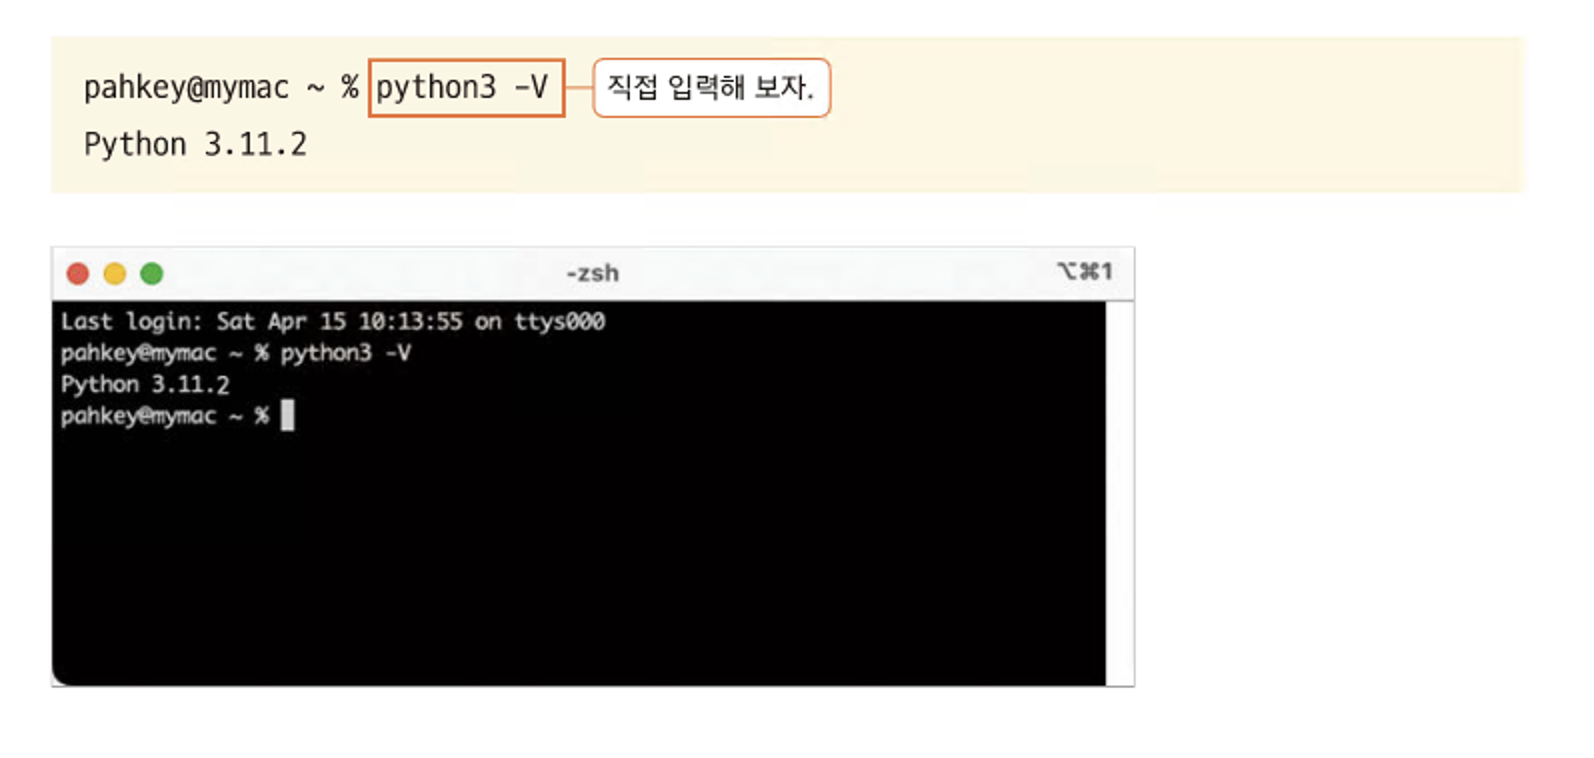 pahkey@mymac ~ % python3 -V 직접 입력해 보자.
Python 3.11.2
-zsh ⌥⌘1
Last login: Sat Apr 15 10:13:55 on ttys000
pahkey@mymac ~ % python3 -V
Python 3.11.2
pahkey@mymac ~ %